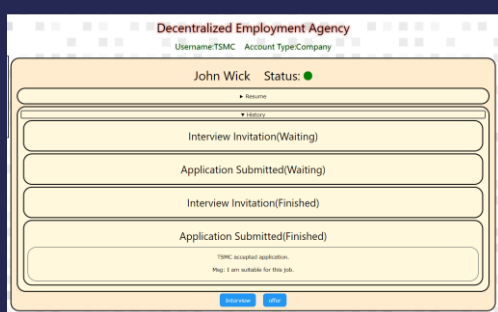 Decentralized Employment Agency
Username:TSMC Account Type:Company
John Wick Status:
► Resume
▼ History
Interview Invitation(Waiting)
Application Submitted(Waiting)
Interview Invitation(Finished)
Application Submitted(Finished)
TSMC accepted application.
Msg: I am suitable for this job.
Interview offer